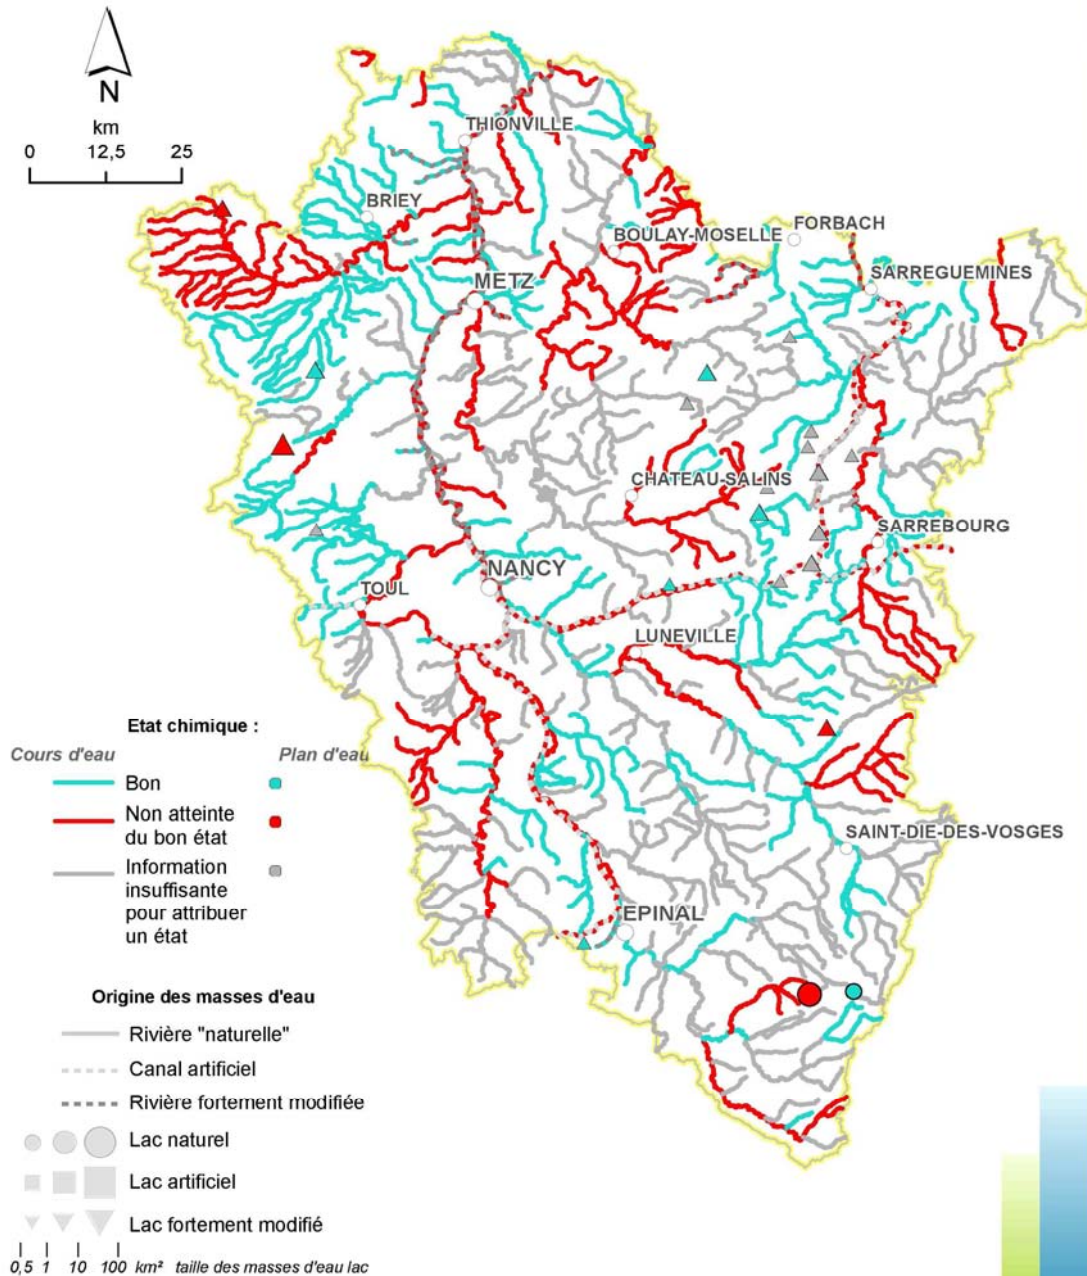 N
km
0 12,5 25
THIONVILLE
BRIEY
BOULAY-MOSELLE
FORBACH
SARREGUEMINES
METZ
CHATEAU-SALINS
SARREBOURG
NANCY
TOUL
LUNEVILLE
SAINT-DIE-DES-VOSGES
EPINAL
Etat chimique :
Cours d'eau Plan d'eau
Bon
Non atteinte
du bon état
Information
insuffisante
pour attribuer
un état
Origine des masses d'eau
Rivière "naturelle"
Canal artificiel
Rivière fortement modifiée
Lac naturel
Lac artificiel
Lac fortement modifié
0,5 1 10 100 km² taille des masses d'eau lac